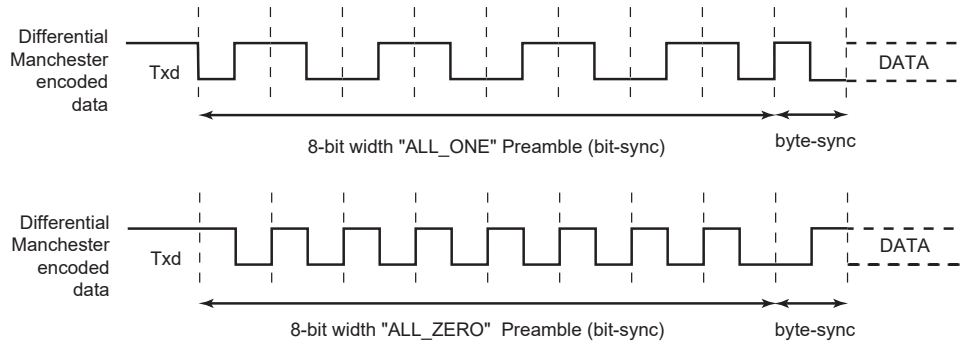 Differential
Manchester
encoded
data
Txd
DATA
8-bit width "ALL_ONE" Preamble (bit-sync)
byte-sync
Differential
Manchester
encoded
data
Txd
DATA
8-bit width "ALL_ZERO" Preamble (bit-sync)
byte-sync